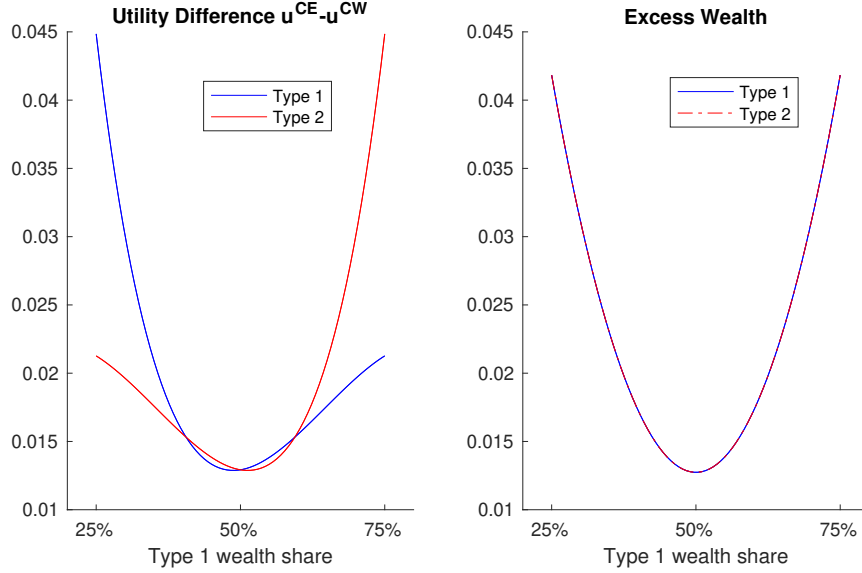 Utility Difference u^CE-u^CW
0.045
0.04
0.035
0.03
0.025
0.02
0.015
0.01
Type 1
Type 2
25%
50%
75%
Type 1 wealth share
Excess Wealth
0.045
0.04
0.035
0.03
0.025
0.02
0.015
0.01
Type 1
Type 2
25%
50%
75%
Type 1 wealth share